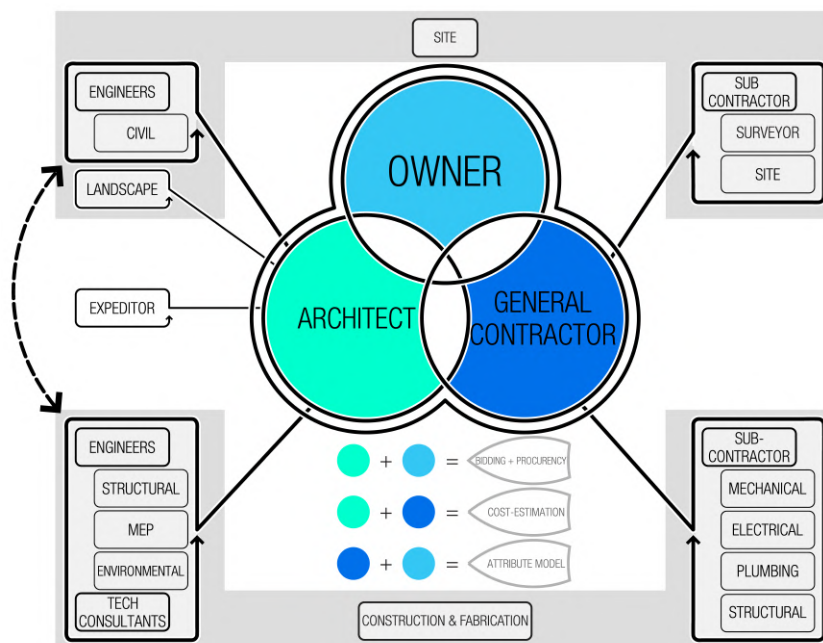 SITE
ENGINEERS
CIVIL
LANDSCAPE
EXPEDITOR
SUB
CONTRACTOR
SURVEYOR
SITE
OWNER
ARCHITECT
GENERAL
CONTRACTOR
ENGINEERS
STRUCTURAL
MEP
ENVIRONMENTAL
TECH
CONSULTANTS
+ = BIDDING + PROCURENCY
+ = COST-ESTIMATION
+ = ATTRIBUTE MODEL
SUB-
CONTRACTOR
MECHANICAL
ELECTRICAL
PLUMBING
STRUCTURAL
CONSTRUCTION & FABRICATION